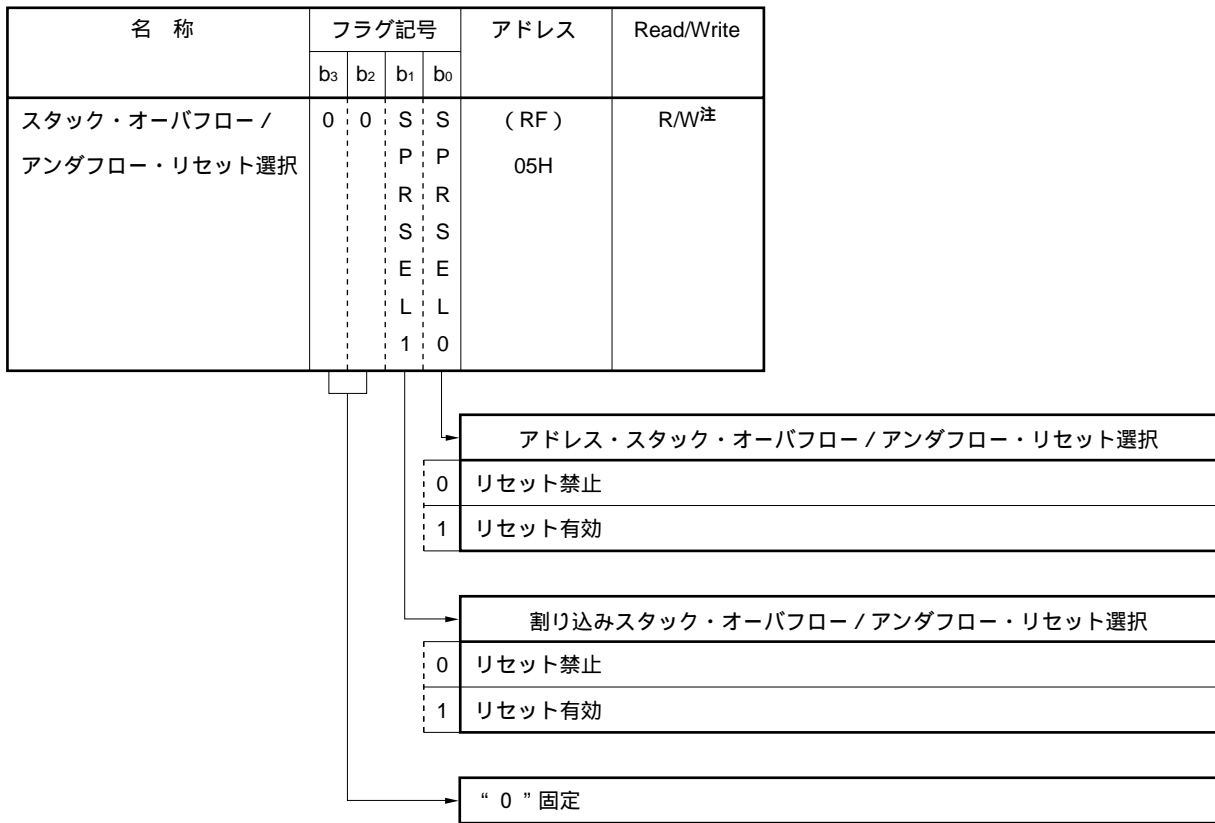 名　称 フラグ記号 アドレス Read/Write
b3 b2 b1 b0
スタック・オーバフロー / 0 0 S S ( RF ) R/W注
アンダフロー・リセット選択 P P 05H
R R
S S
E E
L L
1 0
アドレス・スタック・オーバフロー / アンダフロー・リセット選択
0 リセット禁止
1 リセット有効
割り込みスタック・オーバフロー / アンダフロー・リセット選択
0 リセット禁止
1 リセット有効
“ 0 ” 固定